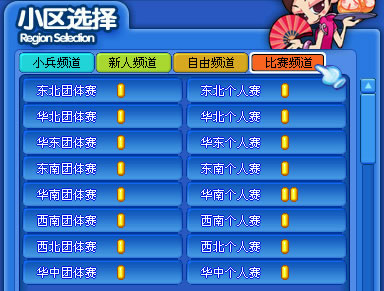 小区选择
Region Selection
小兵频道 新人频道 自由频道 比赛频道
东北团体赛 东北个人赛
华北团体赛 华北个人赛
华东团体赛 华东个人赛
东南团体赛 东南个人赛
华南团体赛 华南个人赛
西南团体赛 西南个人赛
西北团体赛 西北个人赛
华中团体赛 华中个人赛